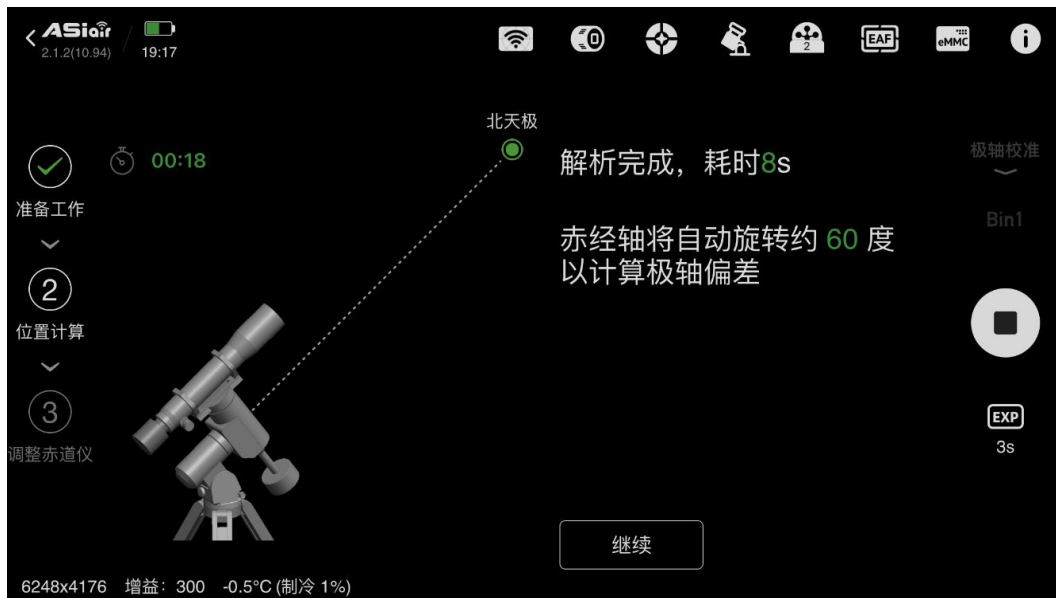 ASiair
2.1.2(10.94)
19:17
2
EAF
eMMC
北天极
00:18
准备工作
2
位置计算
3
调整赤道仪
解析完成，耗时8s
赤经轴将自动旋转约 60 度
以计算极轴偏差
继续
极轴校准
Bin1
EXP
3s
6248x4176 增益：300 -0.5°C (制冷 1%)